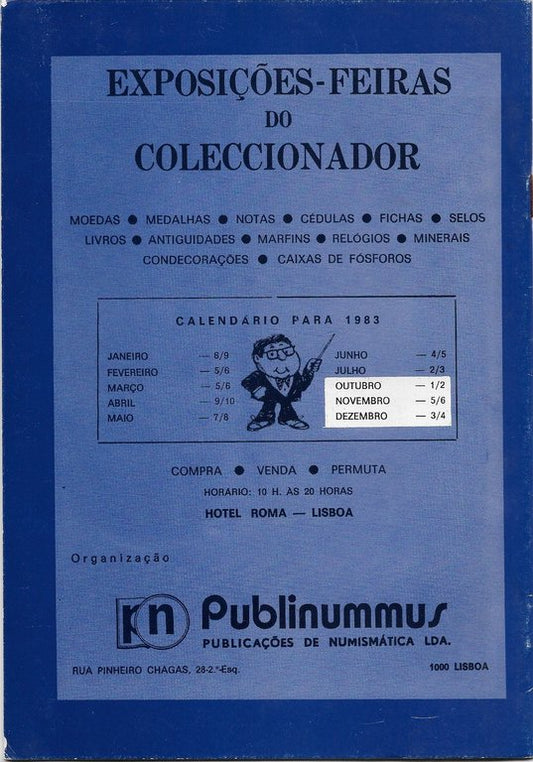 EXPOSIÇÕES-FEIRAS
DO
COLECCIONADOR
MOEDAS ● MEDALHAS ● NOTAS ● CÉDULAS ● FICHAS ● SELOS
LIVROS ● ANTIGUIDADES ● MARFINS ● RELÓGIOS ● MINERAIS
CONDECORAÇÕES ● CAIXAS DE FÓSFOROS
CALENDÁRIO PARA 1983
JANEIRO — 8/9
FEVEREIRO — 5/6
MARÇO — 5/6
ABRIL — 9/10
MAIO — 7/8
JUNHO — 4/5
JULHO — 2/3
OUTUBRO — 1/2
NOVEMBRO — 5/6
DEZEMBRO — 3/4
COMPRA ● VENDA ● PERMUTA
HORÁRIO: 10 H. ÀS 20 HORAS
HOTEL ROMA — LISBOA
Organização
pn Publinummus
PUBLICAÇÕES DE NUMISMÁTICA LDA.
RUA PINHEIRO CHAGAS, 28-2.º-Esq. 1000 LISBOA